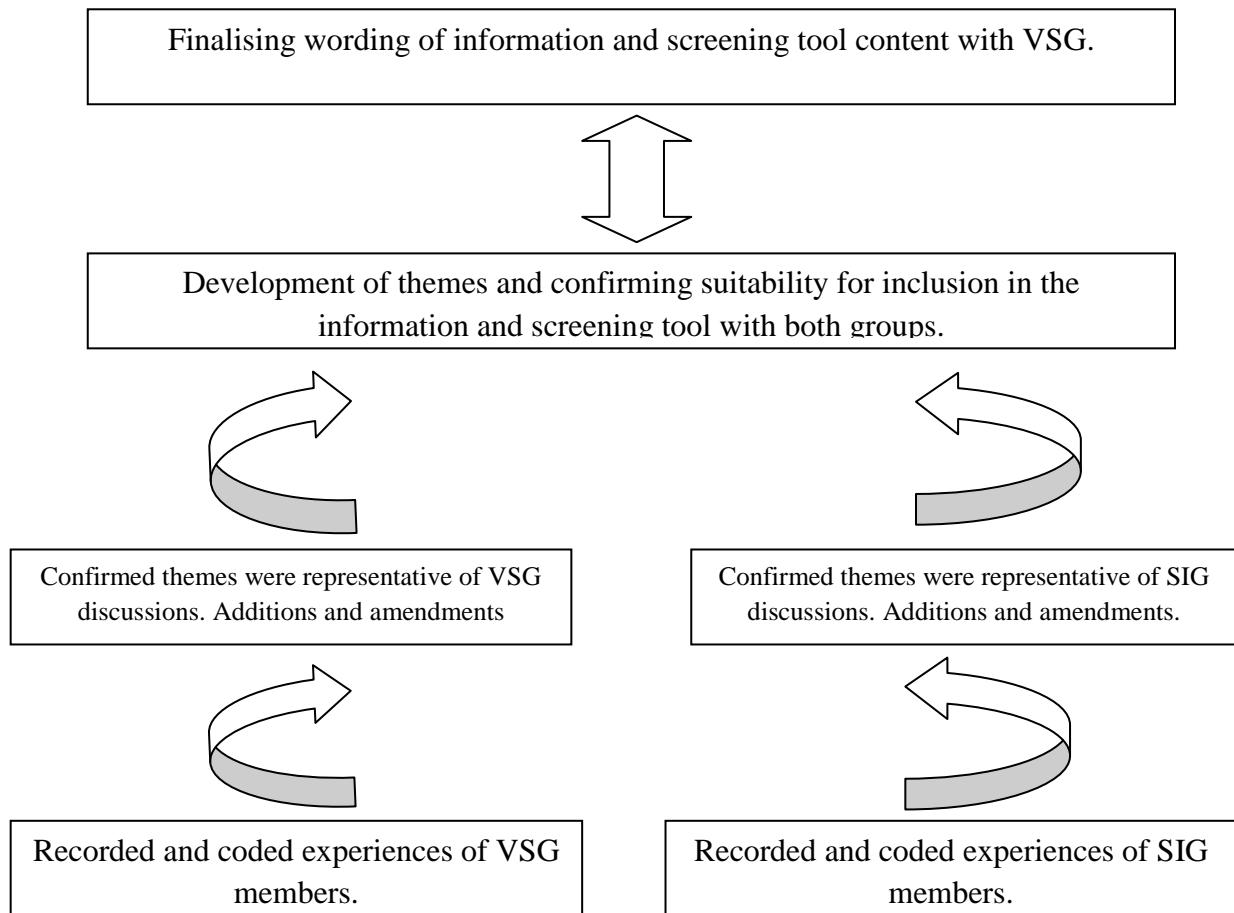 Finalising wording of information and screening tool content with VSG.
Development of themes and confirming suitability for inclusion in the
information and screening tool with both groups.
Confirmed themes were representative of VSG
discussions. Additions and amendments
Confirmed themes were representative of SIG
discussions. Additions and amendments.
Recorded and coded experiences of VSG
members.
Recorded and coded experiences of SIG
members.